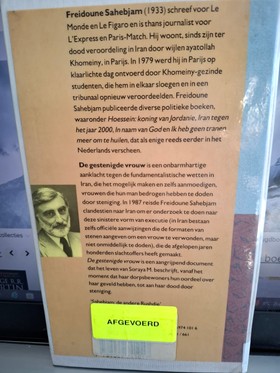 Freidoune Sahebjam (1933) schreef voor Le
Monde en Le Figaro en is thans journalist voor
L'Express en Paris-Match. Hij woont, sinds zijn ter
dood veroordeling in Iran door wijlen ayatollah
Khomeiny, in Parijs. In 1979 werd hij in Parijs op
klaarlichte dag ontvoerd door Khomeiny-gezinde
studenten, die hem in elkaar sloegen en in een
tribunaal opnieuw veroordeelden. Freidoune
Sahebjam publiceerde diverse politieke boeken,
waaronder Hoessein: koning van Jordanie, Iran tegen
het jaar 2000, In naam van God en Ik heb geen tranen
meer om te huilen, dat als enige reeds eerder in het
Nederlands verscheen.
De gestenigde vrouw is een onbarmhartige
aanklacht tegen de fundamentalistische wetten in
Iran, die het mogelijk maken en zelfs aanmoedigen,
vrouwen die hun man bedrogen hebben te doden
door steniging. In 1987 reisde Freidoune Sahebjam
clandestien naar Iran om er onderzoek te doen naar
deze sinistere vorm van executie (in Iran bestaan
zelfs officiële aanwijzingen die de formaten van
stenen aangeven om een vrouw te verwonden, maar
niet onmiddellijk te doden), die de afgelopen jaren
honderden slachtoffers heeft gemaakt.
De gestenigde vrouw is een aangrijpend document
dat het leven van Soraya M. beschrijft, vanaf het
moment dat haar dorpsbewoners hun oordeel over
haar geveld hebben, tot aan haar dood door
steniging.
Sahebjam, de andere Rushdie!
AFGEVOERD